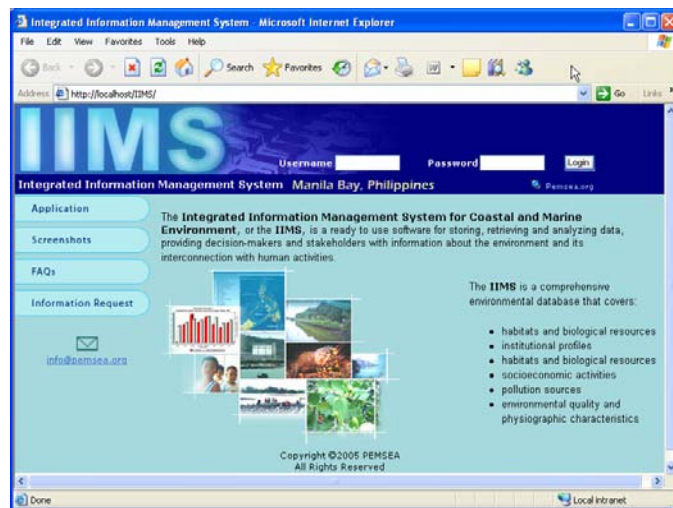 Integrated Information Management System - Microsoft Internet Explorer
File Edit View Favorites Tools Help
Back Search Favorites
Address http://localhost/IIMS/ Go Links
IIMS
Username Password Login
Integrated Information Management System Manila Bay, Philippines Pemsea.org
Application
Screenshots
FAQs
Information Request
info@pemsea.org
The Integrated Information Management System for Coastal and Marine
Environment, or the IIMS, is a ready to use software for storing, retrieving and analyzing data,
providing decision-makers and stakeholders with information about the environment and its
interconnection with human activities.
The IIMS is a comprehensive
environmental database that covers:
• habitats and biological resources
• institutional profiles
• habitats and biological resources
• socioeconomic activities
• pollution sources
• environmental quality and
physiographic characteristics
Copyright ©2005 PEMSEA
All Rights Reserved
Done Local intranet